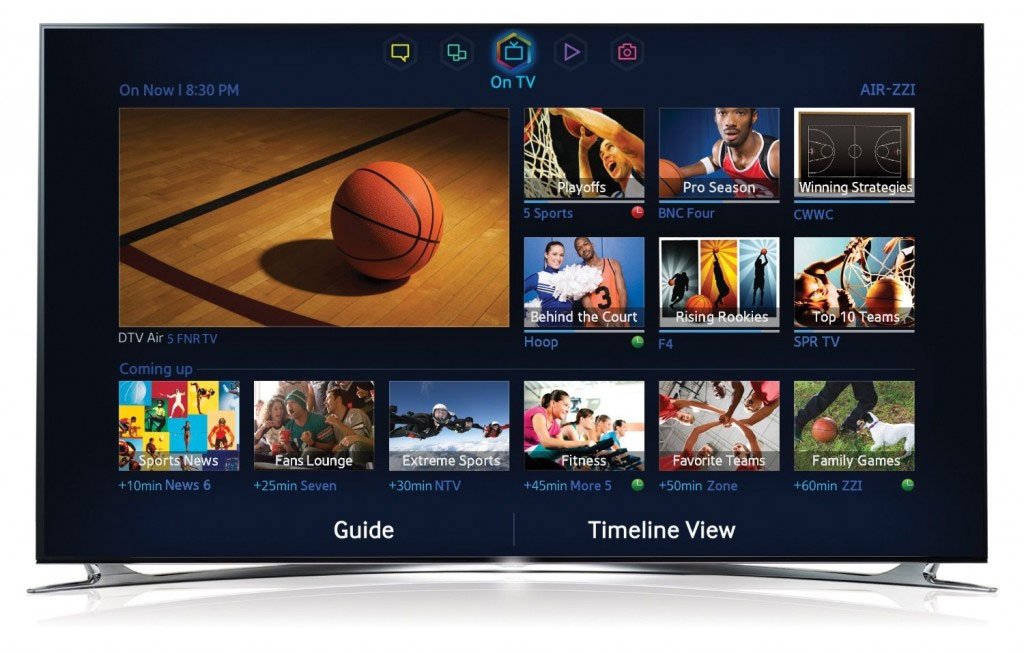 On TV
On Now | 8:30 PM
AIR-ZZI
Playoffs
Pro Season
Winning Strategies
5 Sports
BNC Four
CWWC
3
Behind the Court
Rising Rookies
Top 10 Teams
Hoop
F4
SPR TV
DTV Air 5 FNR TV
Coming up
Sports News
Fans Lounge
Extreme Sports
Fitness
Favorite Teams
Family Games
+10min News 6
+25min Seven
+30min NTV
+45min More 5
+50min Zone
+60min ZZI
Guide
Timeline View